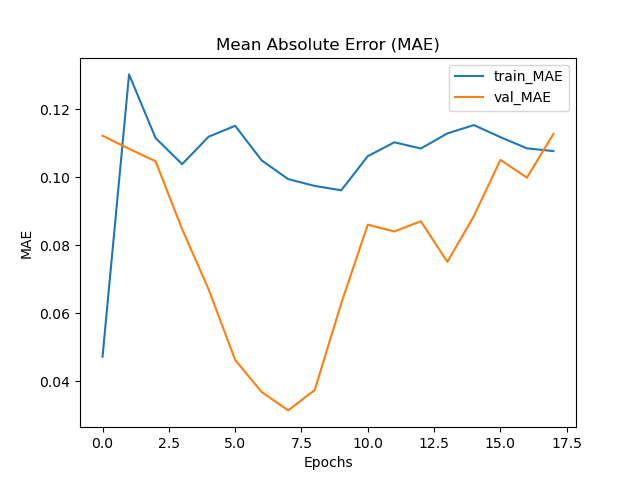 Mean Absolute Error (MAE)
train_MAE
val_MAE
0.12
0.10
0.08
0.06
0.04
MAE
0.0 2.5 5.0 7.5 10.0 12.5 15.0 17.5
Epochs